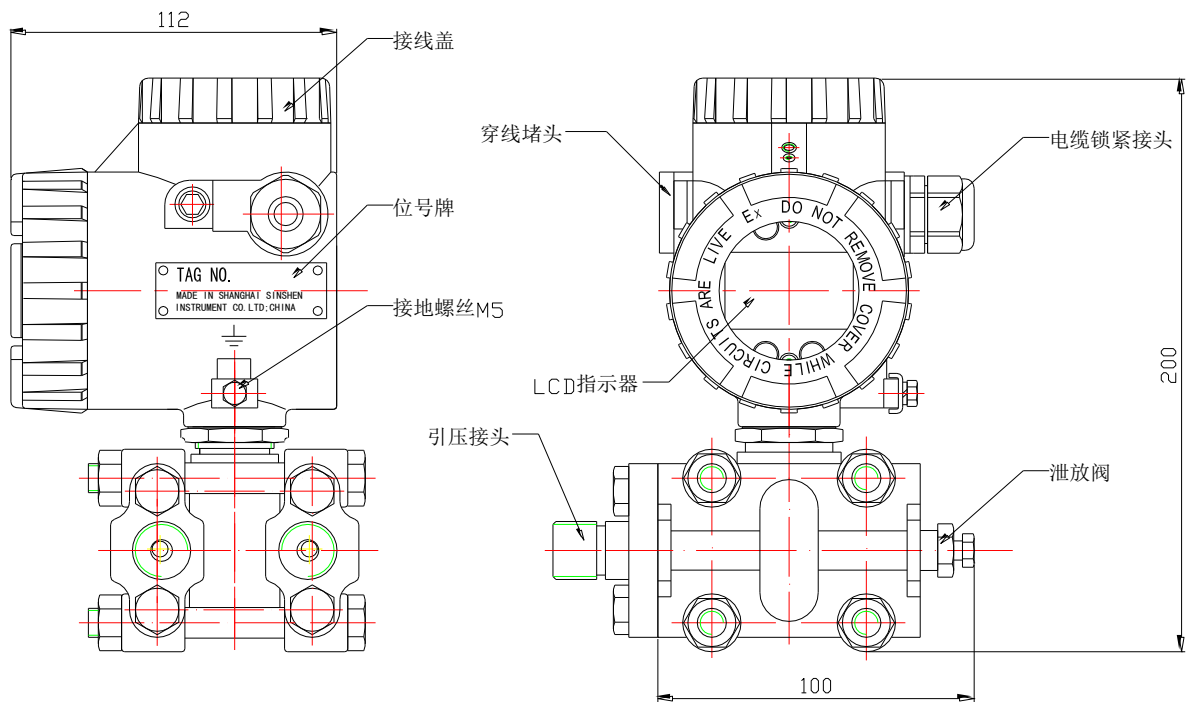 112
接线盖
位号牌
TAG NO.
MADE IN SHANGHAI SINSHEN
INSTRUMENT CO.LTD;CHINA
接地螺丝M5
穿线堵头
电缆锁紧接头
Ex DO NOT REMOVE COVER WHILE CIRCUITS ARE LIVE
LCD指示器
200
引压接头
泄放阀
100